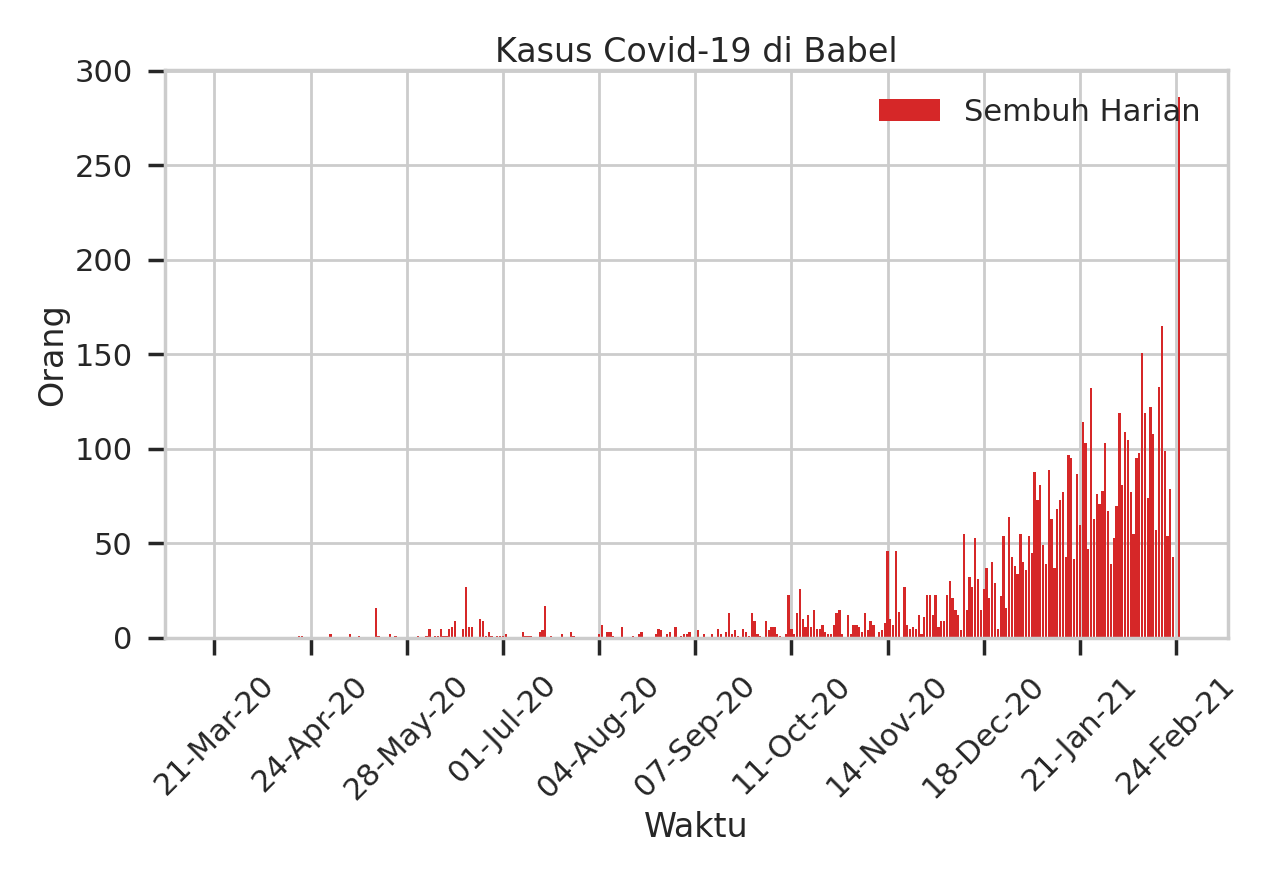 Kasus Covid-19 di Babel
Sembuh Harian
Orang
300
250
200
150
100
50
0
21-Mar-20
24-Apr-20
28-May-20
01-Jul-20
04-Aug-20
07-Sep-20
11-Oct-20
14-Nov-20
18-Dec-20
21-Jan-21
24-Feb-21
Waktu